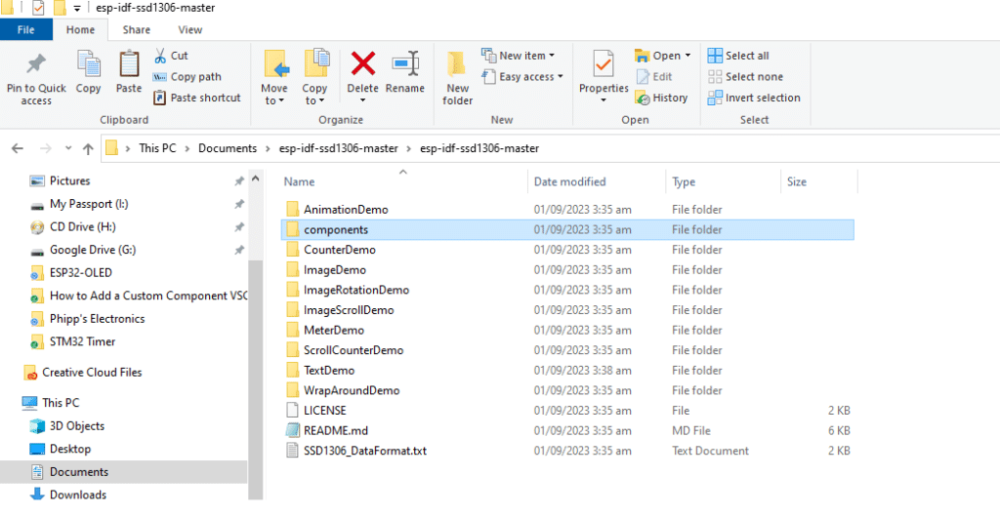 esp-idf-ssd1306-master
File Home Share View
Pin to Quick access
Copy
Paste
Cut
Copy path
Paste shortcut
Clipboard
Move to
Copy to
Delete
Rename
Organize
New folder
New item
Easy access
New
Properties
Open
Edit
History
Open
Select all
Select none
Invert selection
Select
This PC > Documents > esp-idf-ssd1306-master > esp-idf-ssd1306-master
Pictures
My Passport (I:)
CD Drive (H:)
Google Drive (G:)
ESP32-OLED
How to Add a Custom Component VSC
Phipp's Electronics
STM32 Timer
Creative Cloud Files
This PC
3D Objects
Desktop
Documents
Downloads
Name Date modified Type Size
AnimationDemo 01/09/2023 3:35 am File folder
components 01/09/2023 3:35 am File folder
CounterDemo 01/09/2023 3:35 am File folder
ImageDemo 01/09/2023 3:35 am File folder
ImageRotationDemo 01/09/2023 3:35 am File folder
ImageScrollDemo 01/09/2023 3:35 am File folder
MeterDemo 01/09/2023 3:35 am File folder
ScrollCounterDemo 01/09/2023 3:35 am File folder
TextDemo 01/09/2023 3:38 am File folder
WrapAroundDemo 01/09/2023 3:35 am File folder
LICENSE 01/09/2023 3:35 am File 2 KB
README.md 01/09/2023 3:35 am MD File 6 KB
SSD1306_DataFormat.txt 01/09/2023 3:35 am Text Document 2 KB